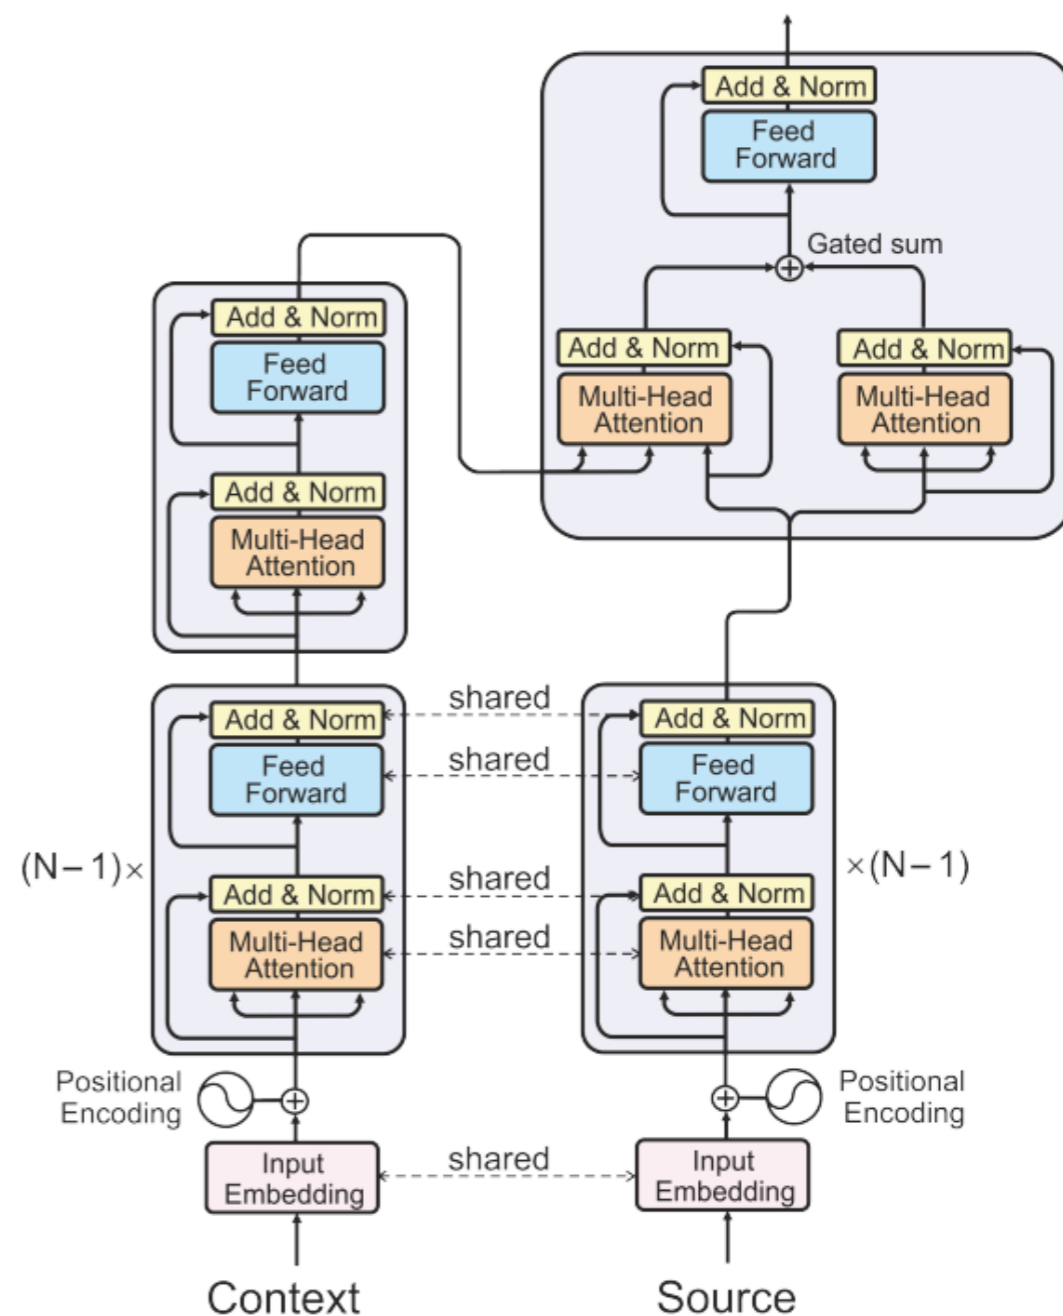 Add & Norm
Feed
Forward
Gated sum
Add & Norm
Multi-Head
Attention
Add & Norm
Multi-Head
Attention
Add & Norm
Feed
Forward
Add & Norm
Multi-Head
Attention
shared
shared
shared
shared
Add & Norm
Feed
Forward
Add & Norm
Multi-Head
Attention
(N−1)×
Add & Norm
Feed
Forward
Add & Norm
Multi-Head
Attention
×(N−1)
Positional
Encoding
Positional
Encoding
Input
Embedding
shared
Input
Embedding
Context
Source